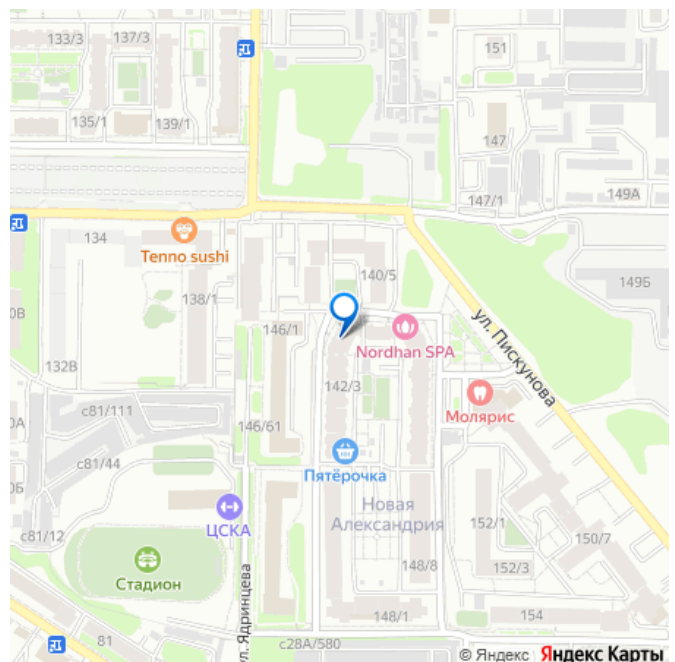 133/3
137/3
151
135/1
139/1
147
147/1
149А
134
Tenno sushi
140/5
149Б
138/1
ул. Пискунова
0В
146/1
Nordhan SPA
132В
142/3
Молярис
с81/111
146/61
0А
с81/44
Пятёрочка
0Б
ЦСКА
Новая
Александрия
152/1
150/7
с81/12
Стадион
148/8
152/3
ул. Ядринцева
148/1
154
81
с28А/580
© Яндекс Яндекс Карты